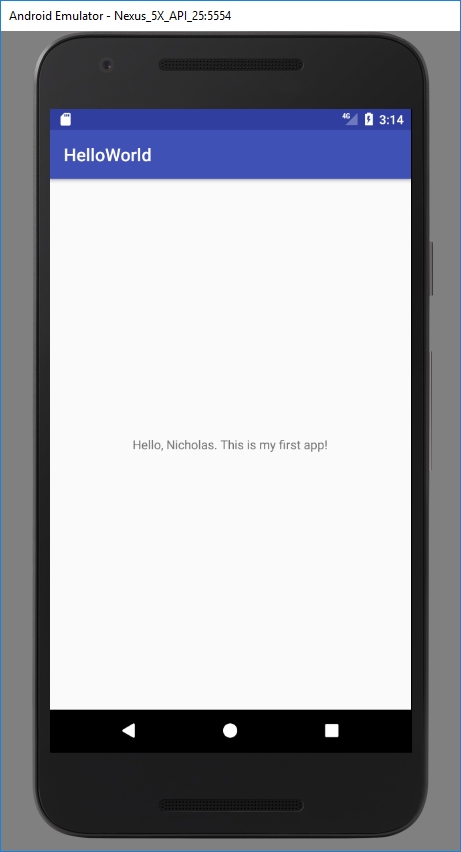 Android Emulator - Nexus_5X_API_25:5554
4G 3:14
HelloWorld
Hello, Nicholas. This is my first app!